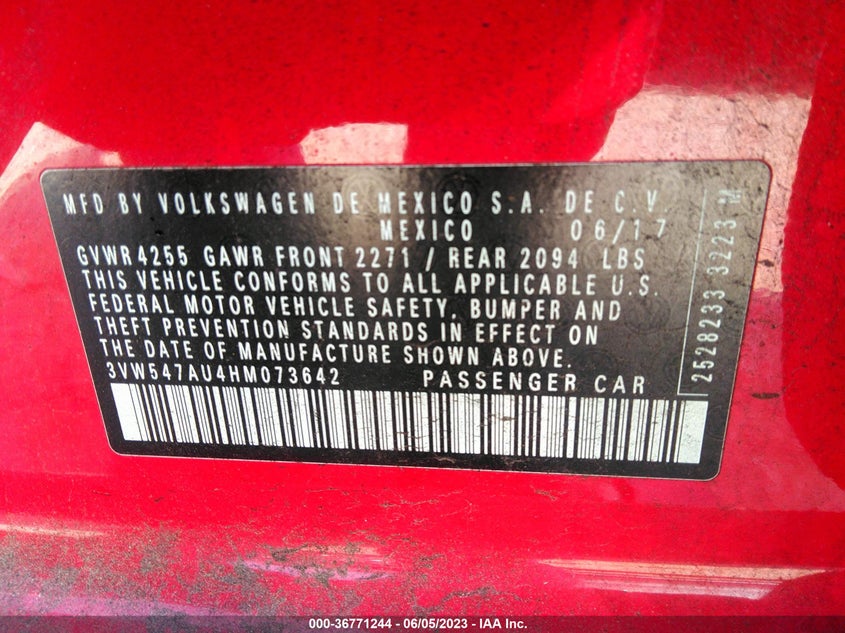 MFD BY VOLKSWAGEN DE MEXICO S.A. DE C.V
MEXICO 06/17
GVWR 4255 GAWR FRONT 2271 / REAR 2094 LBS
THIS VEHICLE CONFORMS TO ALL APPLICABLE U.S.
FEDERAL MOTOR VEHICLE SAFETY, BUMPER AND
THEFT PREVENTION STANDARDS IN EFFECT ON
THE DATE OF MANUFACTURE SHOWN ABOVE.
3VW547AU4HM073642 PASSENGER CAR
2528233 3223 M
000-36771244 - 06/05/2023 - IAA Inc.